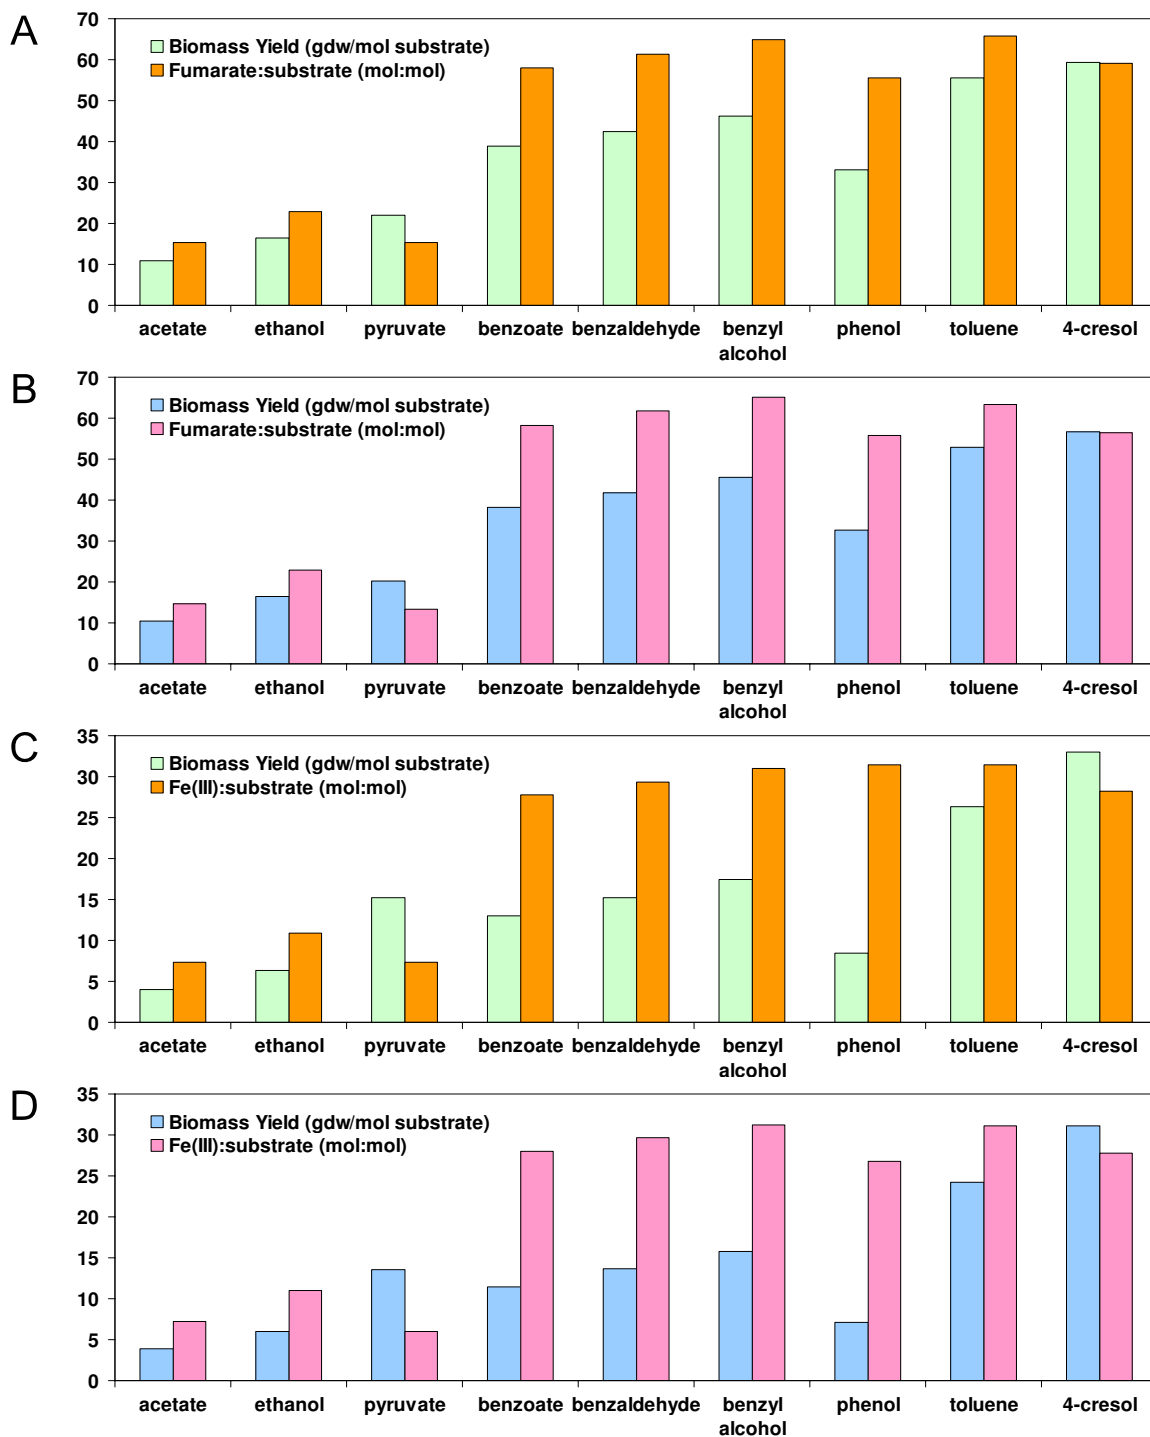 A
70
60
50
40
30
20
10
0
Biomass Yield (gdw/mol substrate)
Fumarate:substrate (mol:mol)
acetate ethanol pyruvate benzoate benzaldehyde benzyl alcohol phenol toluene 4-cresol
B
70
60
50
40
30
20
10
0
Biomass Yield (gdw/mol substrate)
Fumarate:substrate (mol:mol)
acetate ethanol pyruvate benzoate benzaldehyde benzyl alcohol phenol toluene 4-cresol
C
35
30
25
20
15
10
5
0
Biomass Yield (gdw/mol substrate)
Fe(III):substrate (mol:mol)
acetate ethanol pyruvate benzoate benzaldehyde benzyl alcohol phenol toluene 4-cresol
D
35
30
25
20
15
10
5
0
Biomass Yield (gdw/mol substrate)
Fe(III):substrate (mol:mol)
acetate ethanol pyruvate benzoate benzaldehyde benzyl alcohol phenol toluene 4-cresol